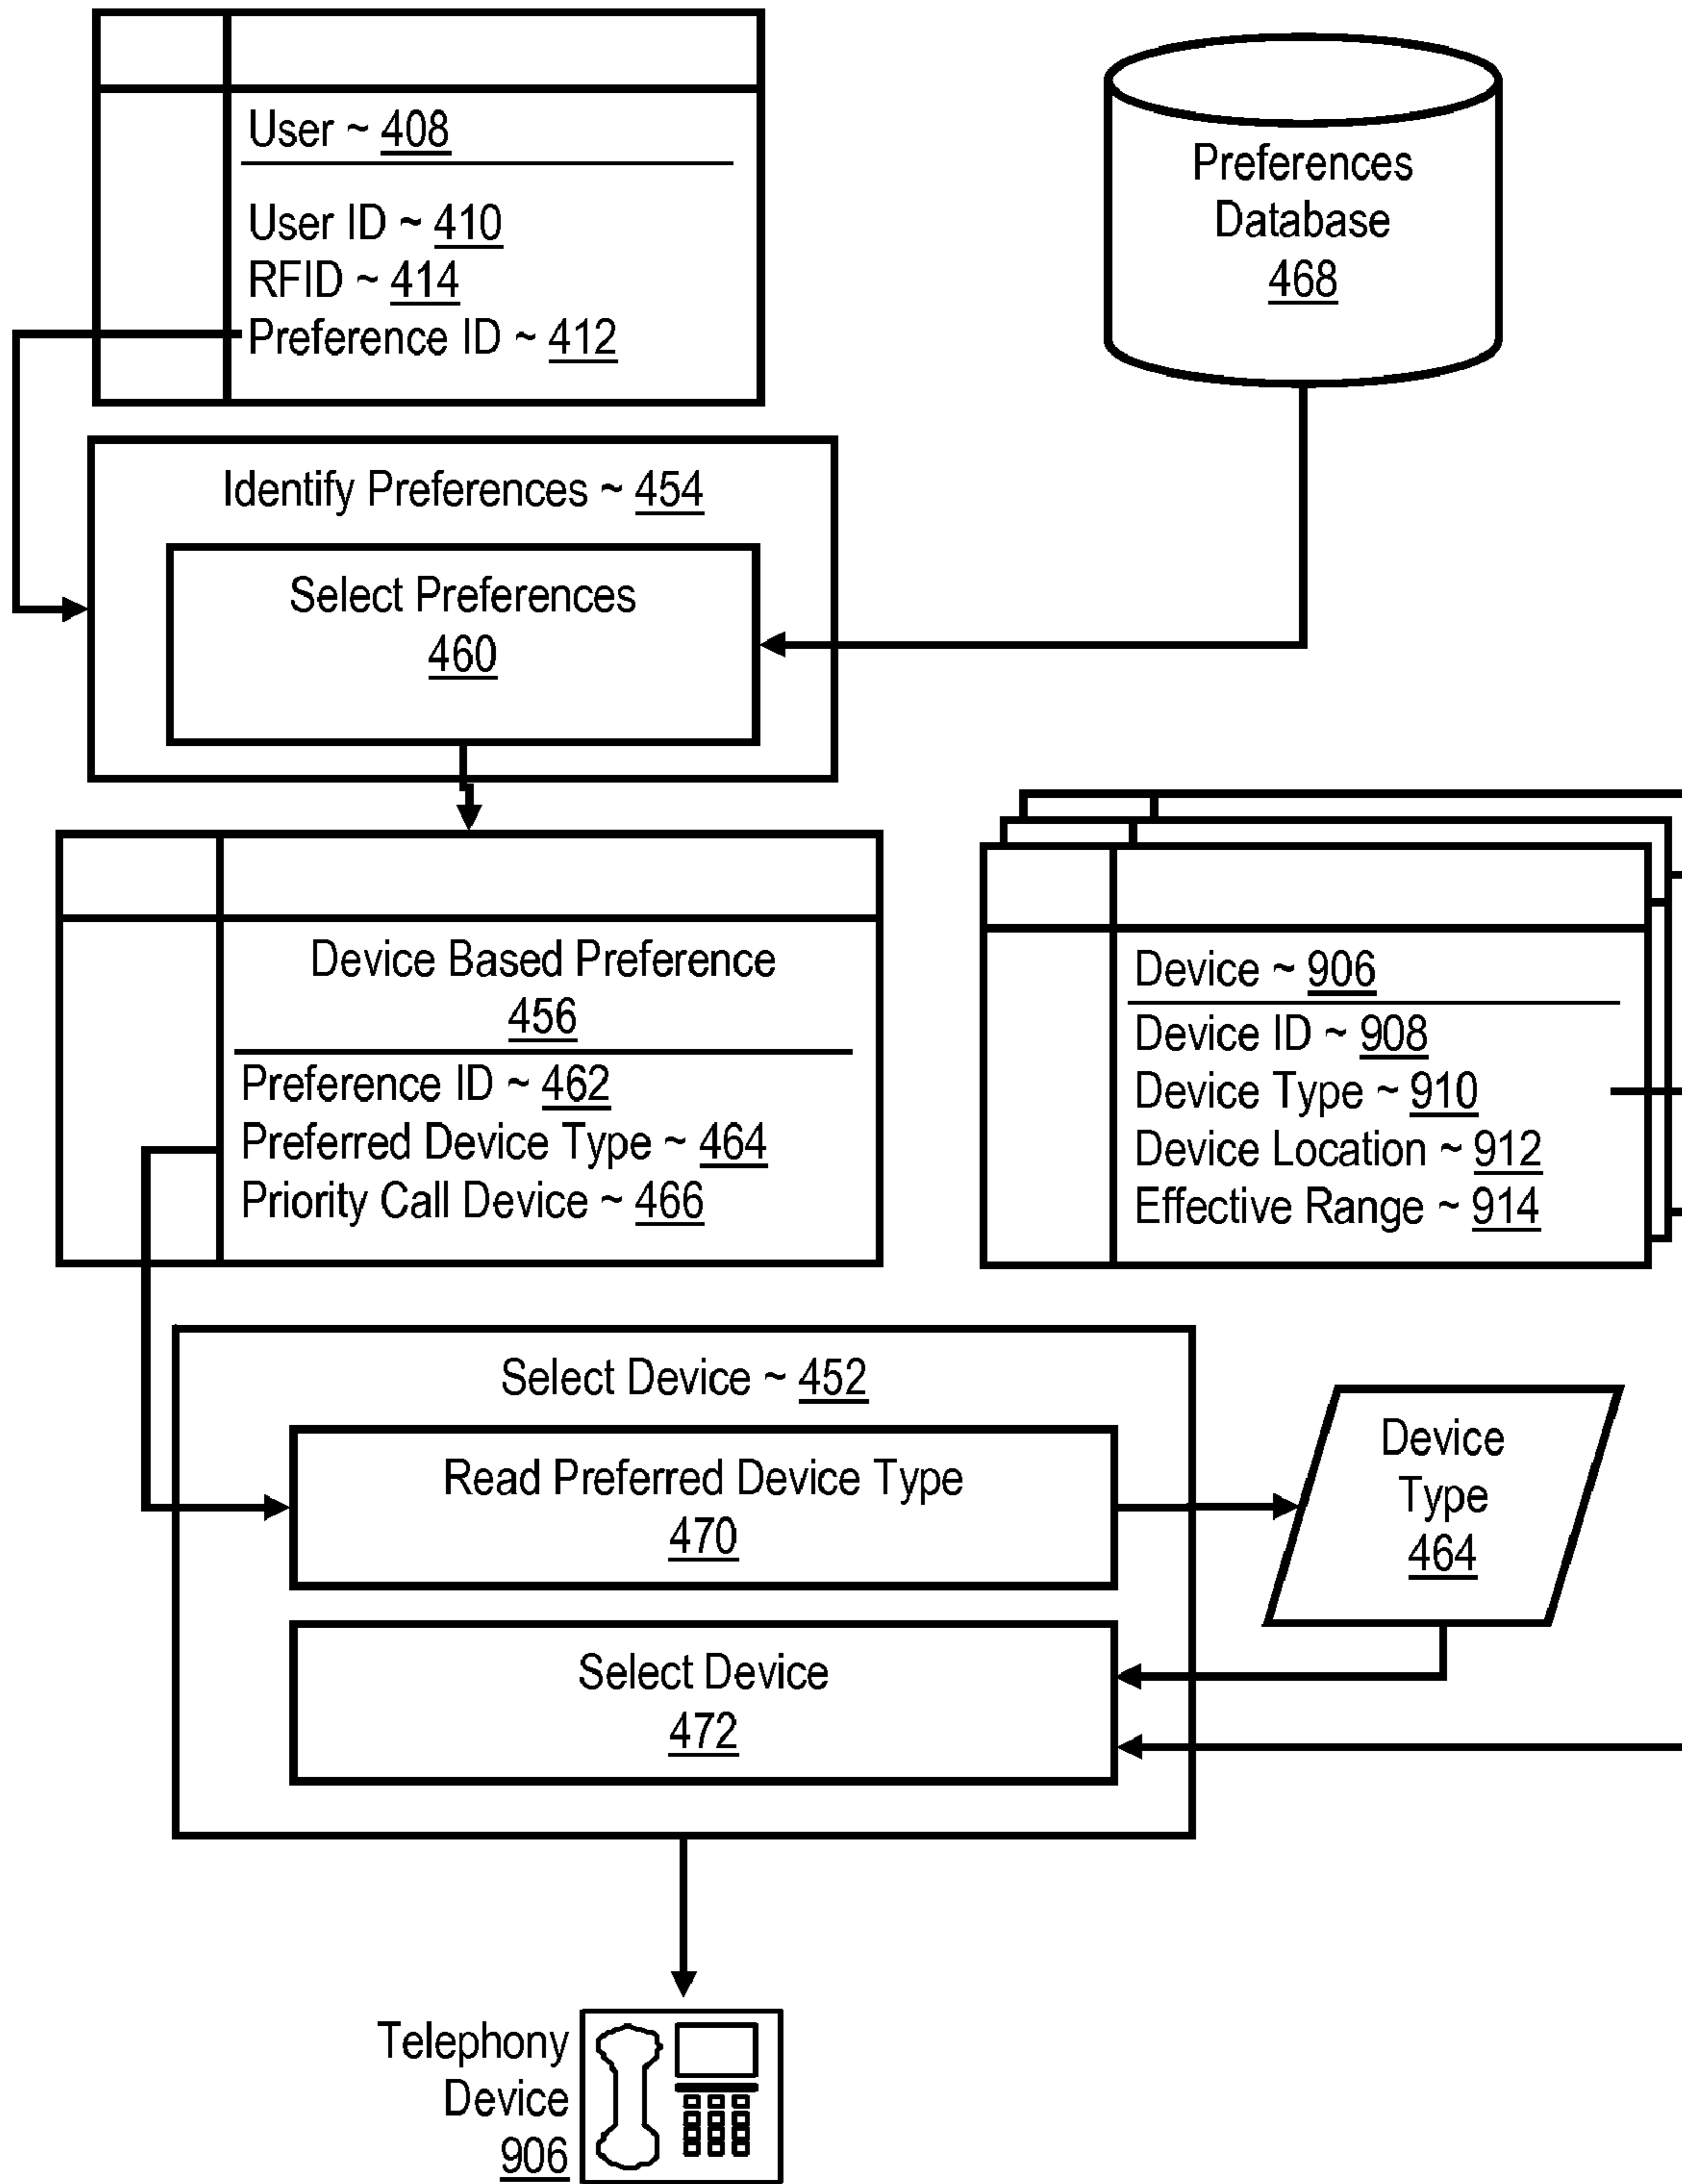 User ~ 408
User ID ~ 410
RFID ~ 414
Preference ID ~ 412
Preferences
Database
468
Identify Preferences ~ 454
Select Preferences
460
Device Based Preference
456
Preference ID ~ 462
Preferred Device Type ~ 464
Priority Call Device ~ 466
Device ~ 906
Device ID ~ 908
Device Type ~ 910
Device Location ~ 912
Effective Range ~ 914
Select Device ~ 452
Read Preferred Device Type
470
Device
Type
464
Select Device
472
Telephony
Device
906